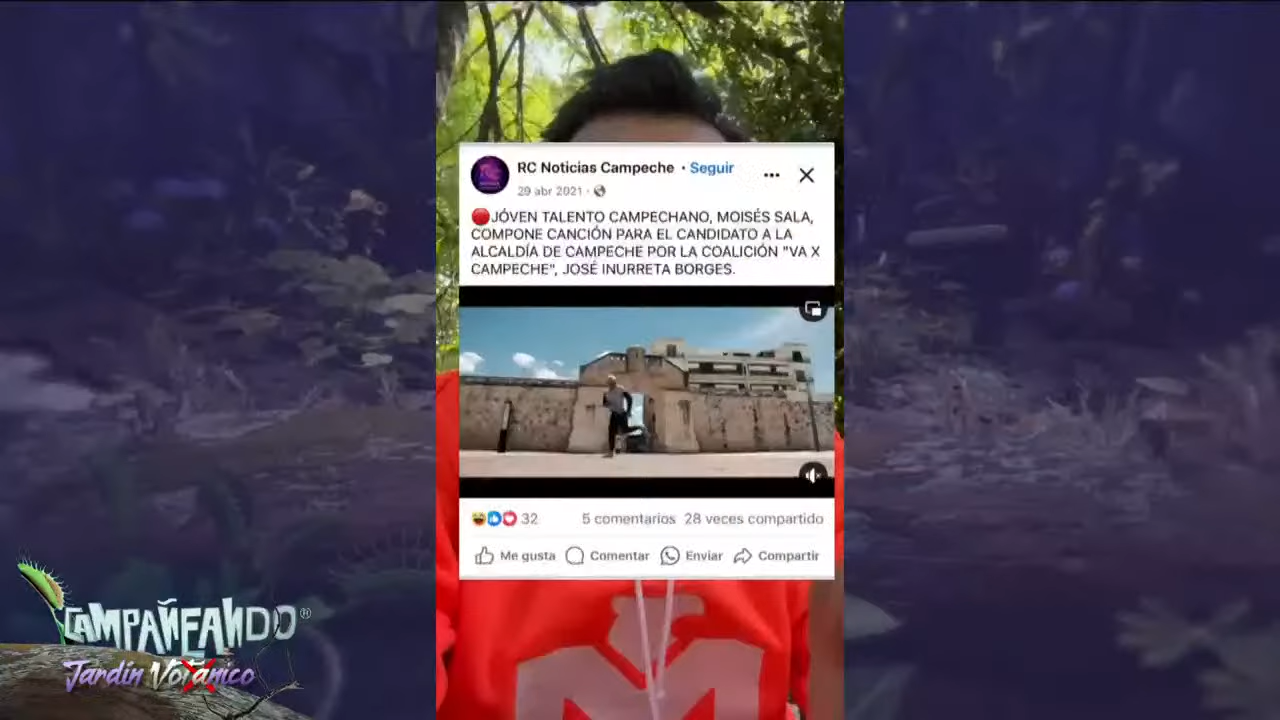 RC Noticias Campeche · Seguir
29 abr 2021 ·
JÓVEN TALENTO CAMPECHANO, MOISÉS SALA,
COMPONE CANCIÓN PARA EL CANDIDATO A LA
ALCALDÍA DE CAMPECHE POR LA COALICIÓN "VA X
CAMPECHE", JOSÉ INURRETA BORGES.
32 5 comentarios 28 veces compartido
Me gusta Comentar Enviar Compartir
CAMPAÑEANDO®
Jardín Votánico
M